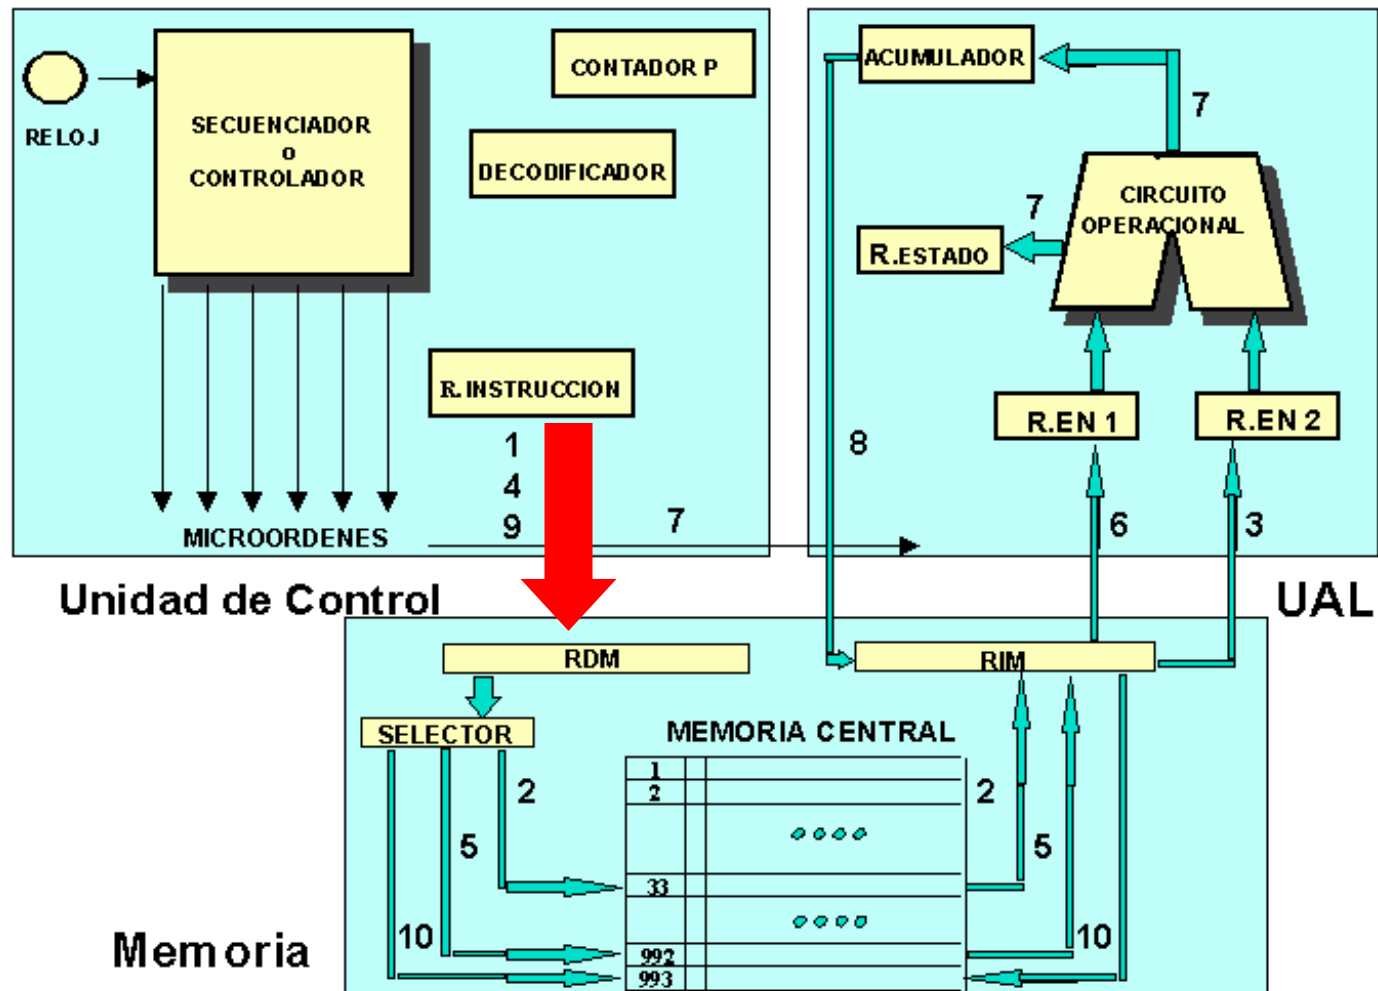 RELOJ
SECUENCIADOR
o
CONTROLADOR
CONTADOR P
DECODIFICADOR
R.INSTRUCCION
1
4
9
7
MICROORDENES
Unidad de Control
ACUMULADOR
7
CIRCUITO
OPERACIONAL
7
R.ESTADO
R.EN 1
R.EN 2
8
6
3
UAL
RDM
RIM
SELECTOR
MEMORIA CENTRAL
1
2
33
992
993
2
5
10
2
5
10
Memoria